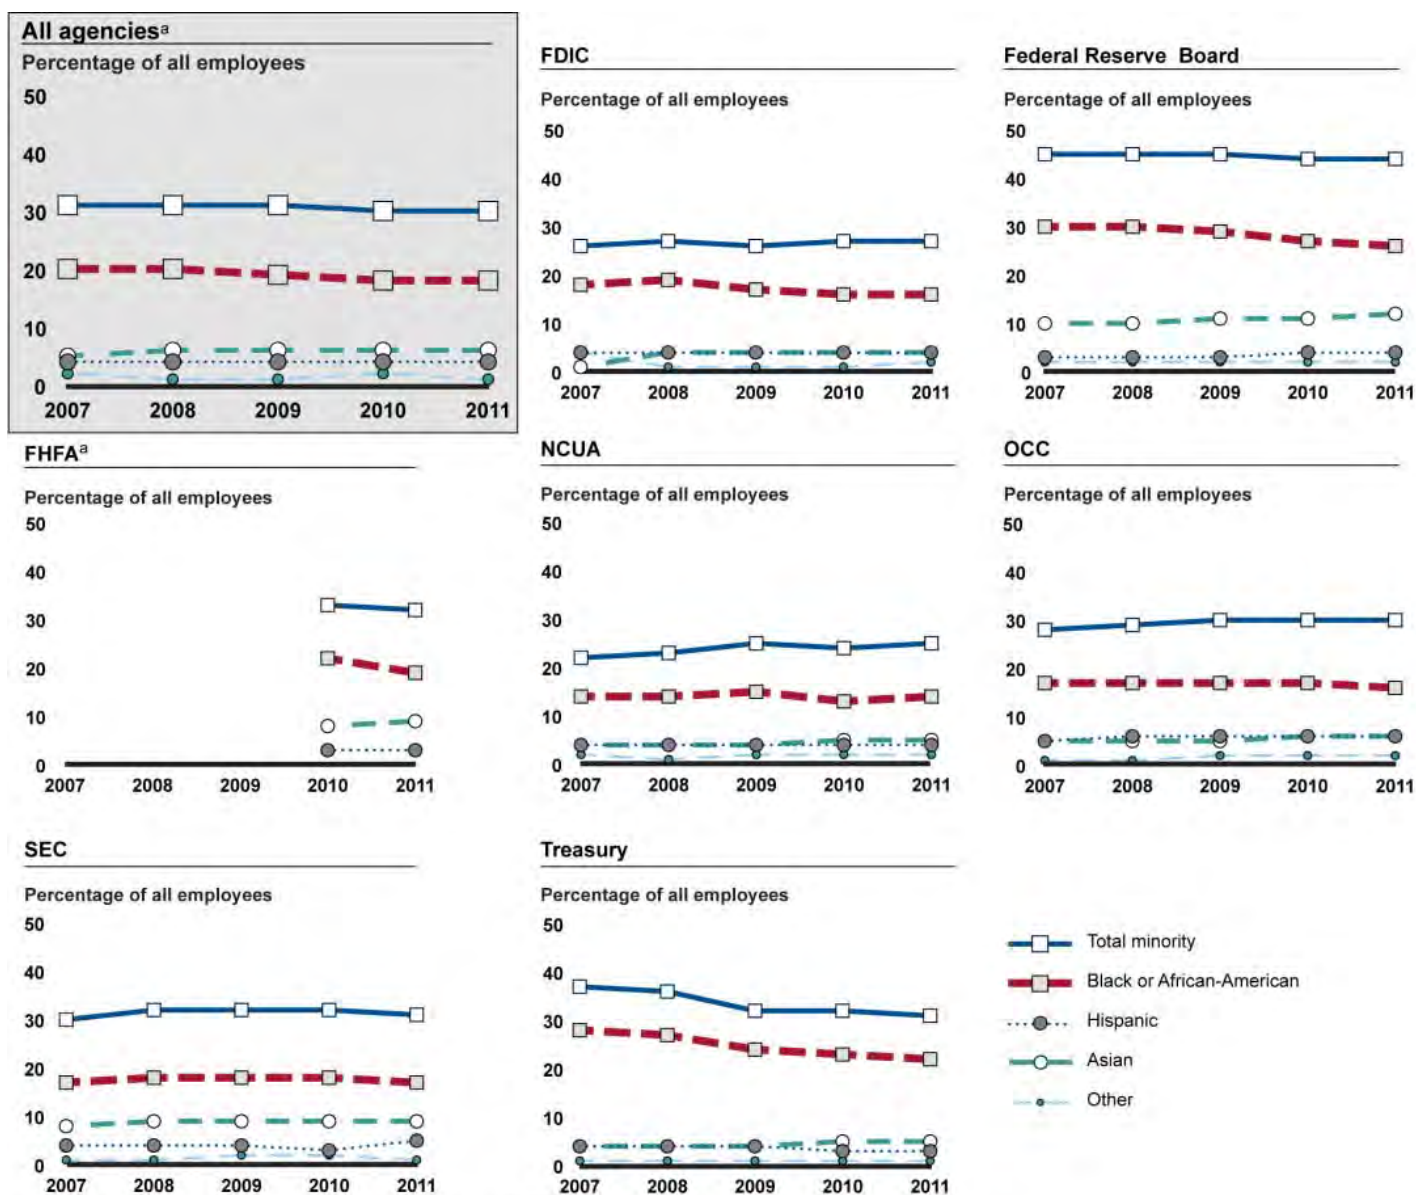 All agenciesª
Percentage of all employees
50
40
30
20
10
0
2007 2008 2009 2010 2011
FDIC
Percentage of all employees
50
40
30
20
10
0
2007 2008 2009 2010 2011
Federal Reserve Board
Percentage of all employees
50
40
30
20
10
0
2007 2008 2009 2010 2011
FHFAª
Percentage of all employees
50
40
30
20
10
0
2007 2008 2009 2010 2011
NCUA
Percentage of all employees
50
40
30
20
10
0
2007 2008 2009 2010 2011
OCC
Percentage of all employees
50
40
30
20
10
0
2007 2008 2009 2010 2011
SEC
Percentage of all employees
50
40
30
20
10
0
2007 2008 2009 2010 2011
Treasury
Percentage of all employees
50
40
30
20
10
0
2007 2008 2009 2010 2011
Total minority
Black or African-American
Hispanic
Asian
Other